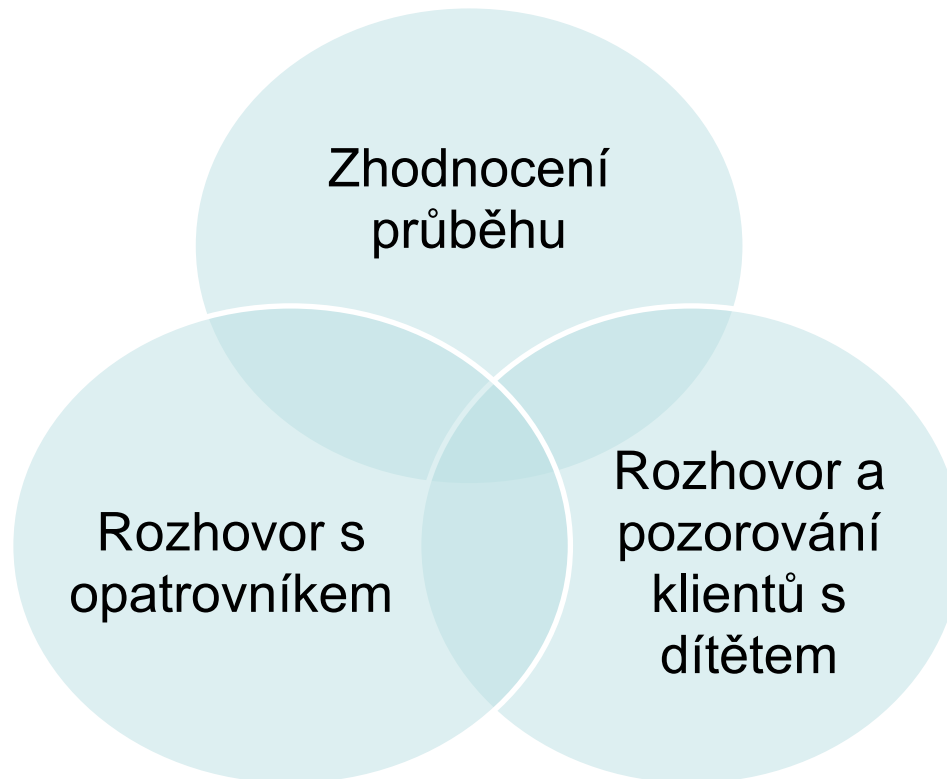 Zhodnocení
průběhu
Rozhovor s
opatrovníkem
Rozhovor a
pozorování
klientů s
dítětem